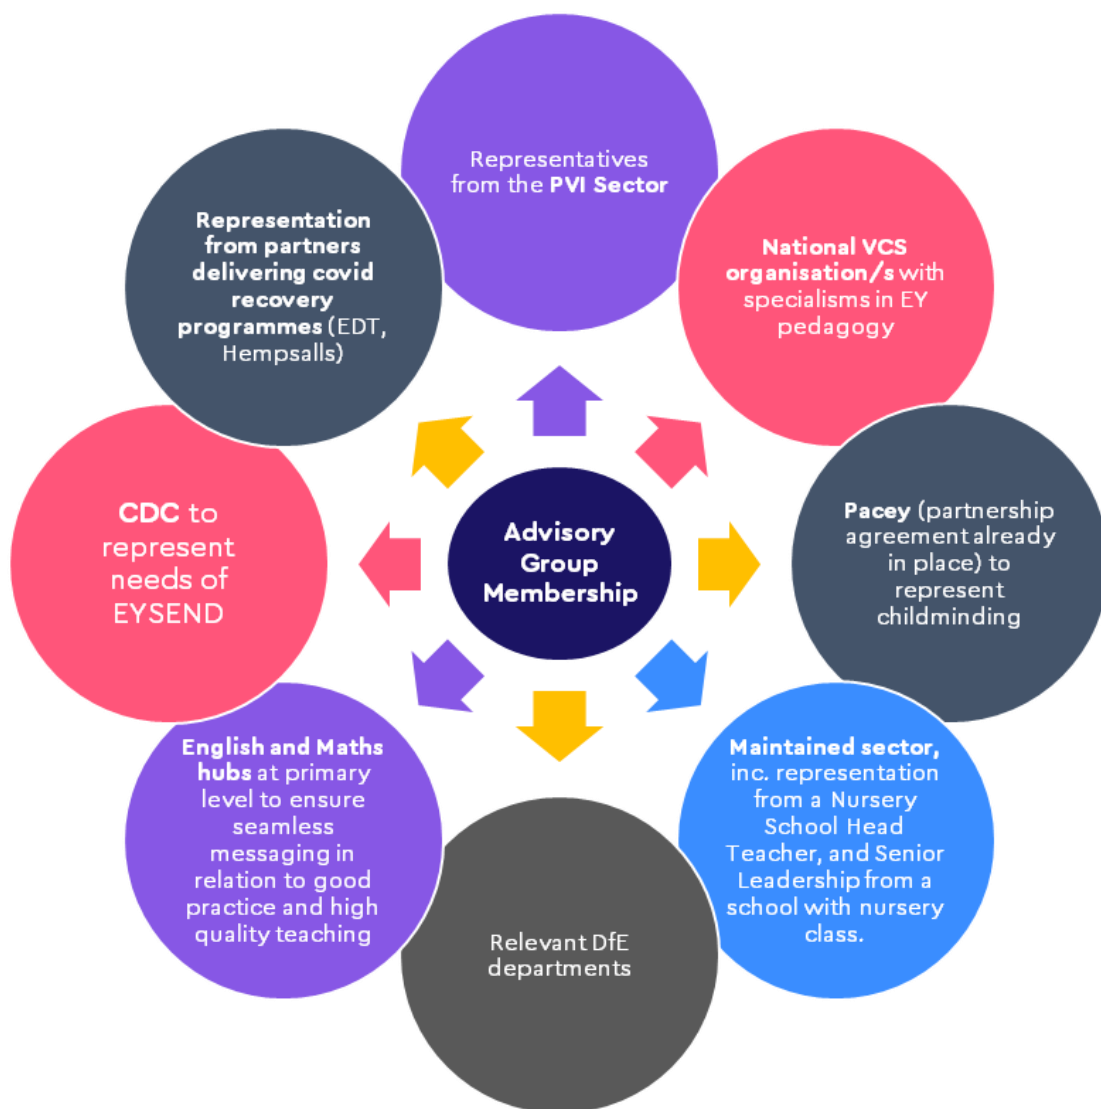 Representatives
from the PVI Sector
National VCS
organisation/s with
specialisms in EY
pedagogy
Pacey (partnership
agreement already
in place) to
represent
childminding
Maintained sector,
inc. representation
from a Nursery
School Head
Teacher, and Senior
Leadership from a
school with nursery
class.
Relevant DfE
departments
English and Maths
hubs at primary
level to ensure
seamless
messaging in
relation to good
practice and high
quality teaching
CDC to
represent
needs of
EYSEND
Representation
from partners
delivering covid
recovery
programmes (EDT,
Hempsalls)
Advisory
Group
Membership